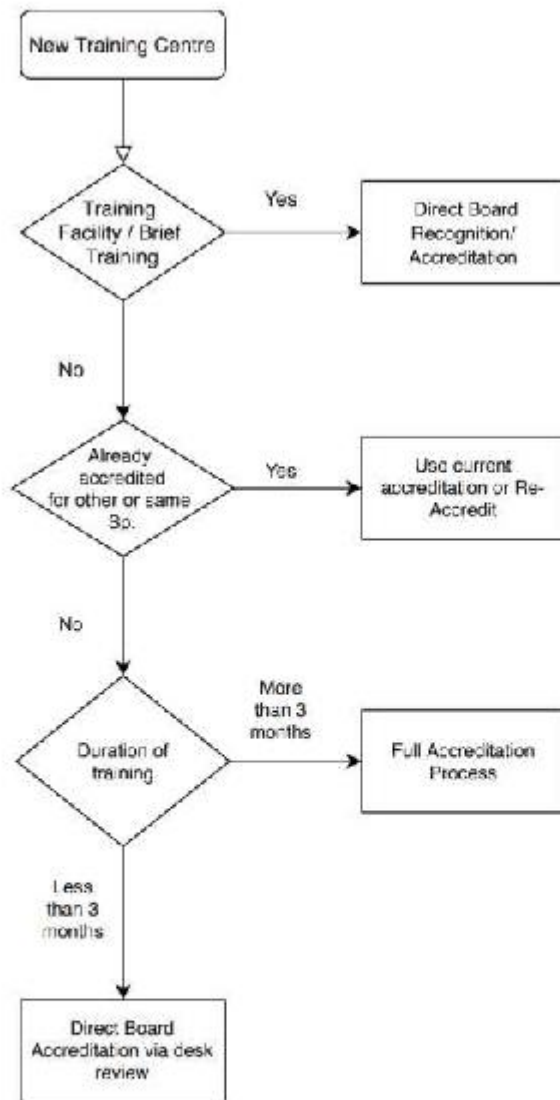 New Training Centre
Training
Facility / Brief
Training
Yes
Direct Board
Recognition/
Accreditation
No
Already
accredited
for other or same
Sp.
Yes
Use current
accreditation or Re-
Accredit
No
Duration of
training
More
than 3
months
Full Accreditation
Process
Less
than 3
months
Direct Board
Accreditation via desk
review